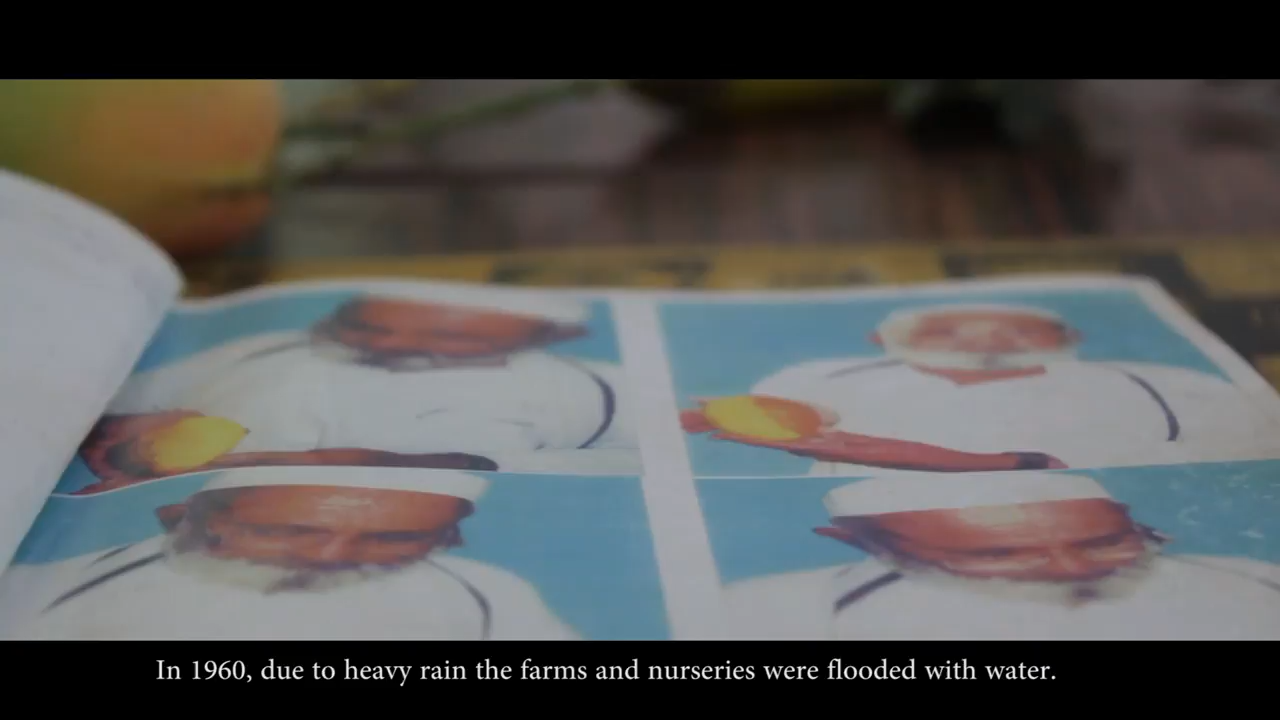 In 1960, due to heavy rain the farms and nurseries were flooded with water.